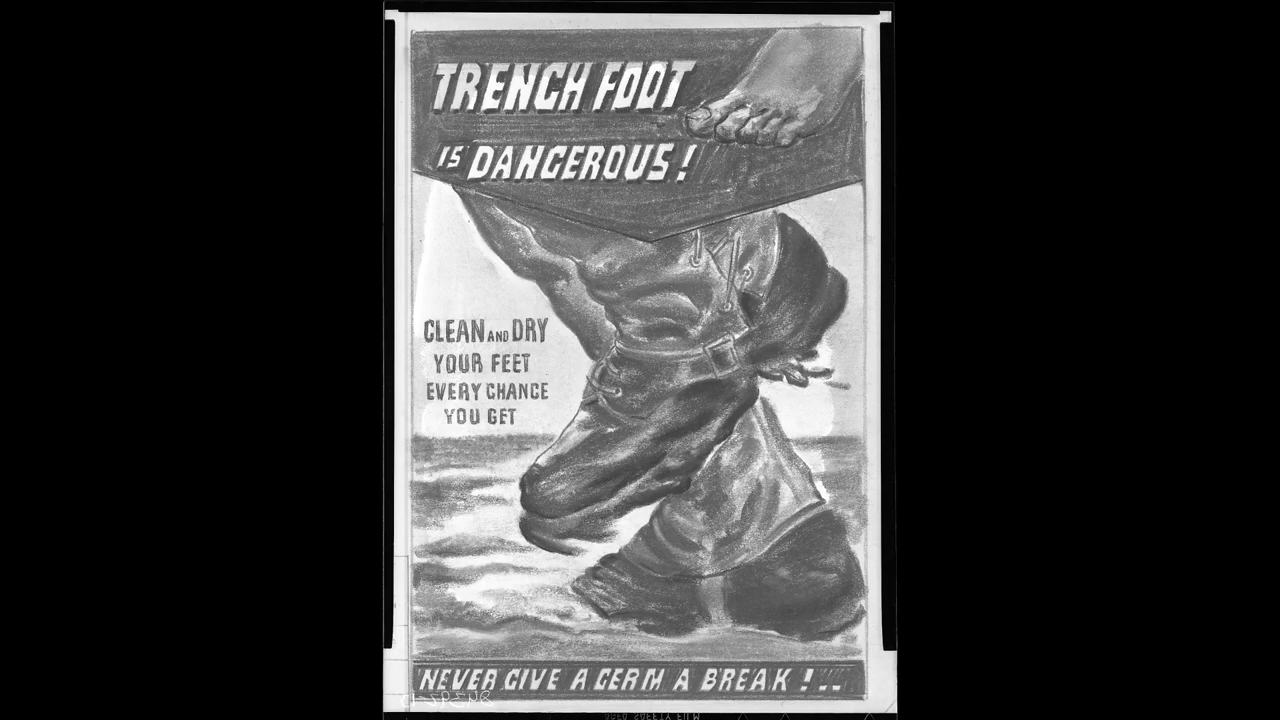 TRENCH FOOT
IS DANGEROUS!
CLEAN AND DRY
YOUR FEET
EVERY CHANCE
YOU GET
NEVER GIVE A GERM A BREAK!..